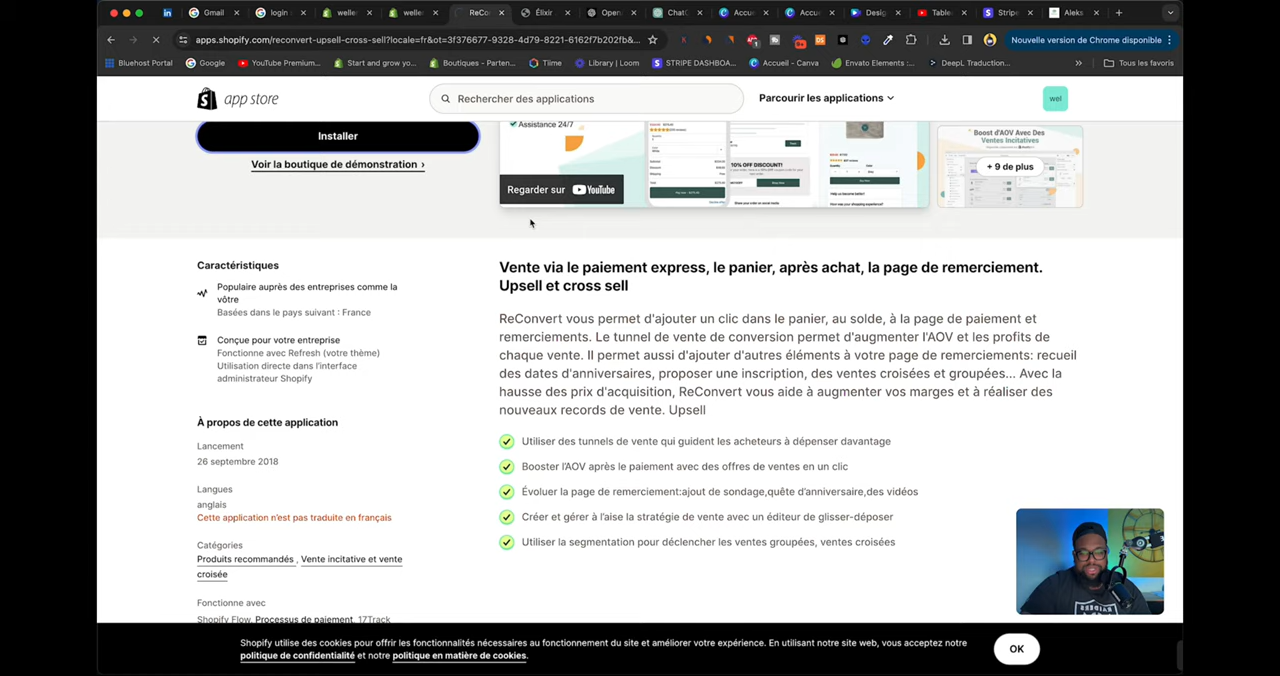 Gmail
login
weller
weller
ReCon
Élixir
Open
ChatG
Accue
Accue
Desig
Table
Stripe
Aleks
apps.shopify.com/reconvert-upsell-cross-sell?locale=fr&ot=3f376677-9328-4d79-8221-6162f7b202fb&...
Nouvelle version de Chrome disponible
Bluehost Portal
Google
YouTube Premium...
Start and grow yo...
Boutiques - Parten...
Tiime
Library | Loom
STRIPE DASHBOA...
Accueil - Canva
Envato Elements ...
DeepL Traduction...
Tous les favoris
app store
Rechercher des applications
Parcourir les applications
wel
Installer
Voir la boutique de démonstration ›
Assistance 24/7
10% OFF DISCOUNT!
Regarder sur YouTube
Boost d'AOV Avec Des
Ventes Incitatives
+ 9 de plus
Caractéristiques
Populaire auprès des entreprises comme la
vôtre
Basées dans le pays suivant : France
Conçue pour votre entreprise
Fonctionne avec Refresh (votre thème)
Utilisation directe dans l'interface
administrateur Shopify
À propos de cette application
Lancement
26 septembre 2018
Langues
anglais
Cette application n'est pas traduite en français
Catégories
Produits recommandés , Vente incitative et vente
croisée
Fonctionne avec
Shopify Flow, Processus de paiement, 17Track
Vente via le paiement express, le panier, après achat, la page de remerciement.
Upsell et cross sell
ReConvert vous permet d'ajouter un clic dans le panier, au solde, à la page de paiement et
remerciements. Le tunnel de vente de conversion permet d'augmenter l'AOV et les profits de
chaque vente. Il permet aussi d'ajouter d'autres éléments à votre page de remerciements: recueil
des dates d'anniversaires, proposer une inscription, des ventes croisées et groupées... Avec la
hausse des prix d'acquisition, ReConvert vous aide à augmenter vos marges et à réaliser des
nouveaux records de vente. Upsell
Utiliser des tunnels de vente qui guident les acheteurs à dépenser davantage
Booster l'AOV après le paiement avec des offres de ventes en un clic
Évoluer la page de remerciement:ajout de sondage,quête d'anniversaire,des vidéos
Créer et gérer à l'aise la stratégie de vente avec un éditeur de glisser-déposer
Utiliser la segmentation pour déclencher les ventes groupées, ventes croisées
RAIDERS
Shopify utilise des cookies pour offrir les fonctionnalités nécessaires au fonctionnement du site et améliorer votre expérience. En utilisant notre site web, vous acceptez notre
politique de confidentialité et notre politique en matière de cookies.
OK